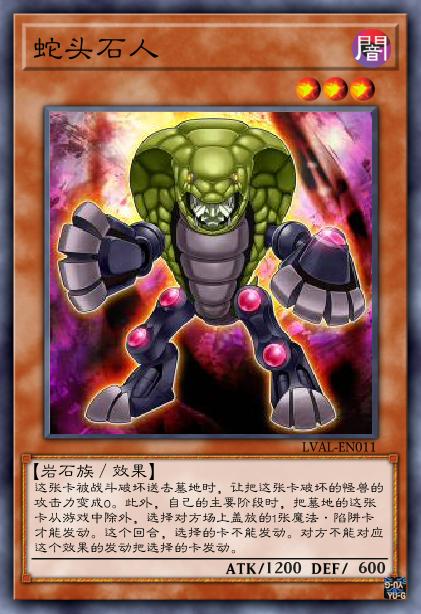 蛇头石人
闇
LVAL-EN011
【岩石族／效果】
这张卡被战斗破坏送去墓地时，让把这张卡破坏的怪兽的
攻击力变成0。此外，自己的主要阶段时，把墓地的这张
卡从游戏中除外，选择对方场上盖放的1张魔法·陷阱卡
才能发动。这个回合，选择的卡不能发动。对方不能对应
这个效果的发动把选择的卡发动。
ATK/1200 DEF/ 600